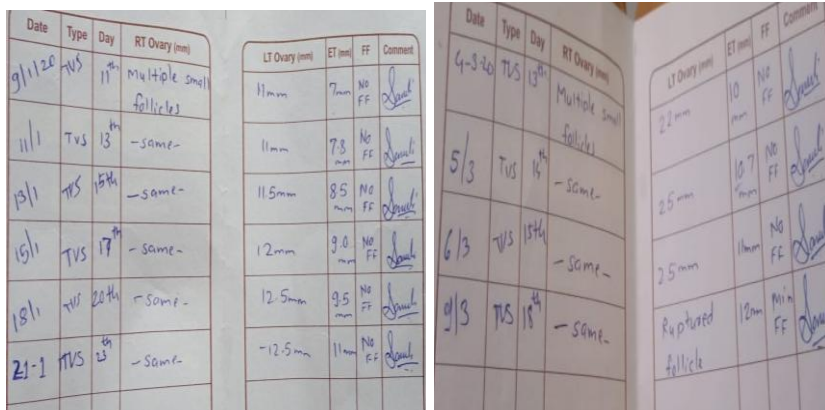 Date Type Day RT Ovary (mm) LT Ovary (mm) ET (mm) FF Comment
9/1/20 TVS 11th Multiple small follicles 11mm 7mm No FF
11/1 TVS 13th -same- 11mm 7.8 mm No FF
13/1 TVS 15th -same- 11.5mm 8.5 mm No FF
15/1 TVS 17th -same- 12mm 9.0 mm No FF
18/1 TVS 20th -same- 12.5mm 9.5 mm No FF
21-1 TVS 23th -same- -12.5mm 11mm No FF
Date Type Day RT Ovary (mm) LT Ovary (mm) ET (mm) FF Comment
4-3-20 TVS 13th Multiple small follicles 22mm 10 mm No FF
5/3 TVS 14th -same- 25mm 10.7 mm No FF
6/3 TVS 15th -same- 25mm 11mm No FF
9/3 TVS 18th -same- Ruptured follicle 12mm Min FF